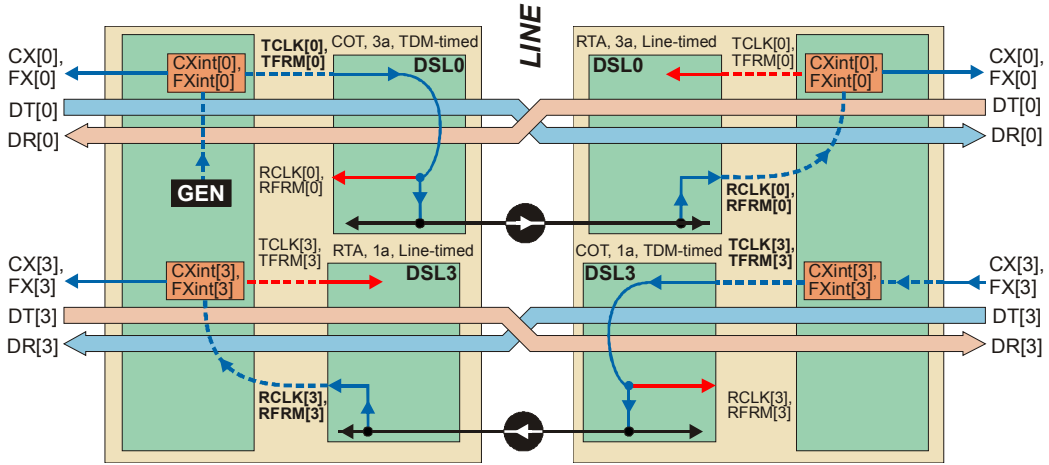 LINE
TCLK[0],
TFRM[0]
COT, 3a, TDM-timed
DSL0
CX[0],
FX[0]
CXint[0],
FXint[0]
DT[0]
DR[0]
GEN
RCLK[0],
RFRM[0]
RTA, 3a, Line-timed
DSL0
TCLK[0],
TFRM[0]
CXint[0],
FXint[0]
CX[0],
FX[0]
DT[0]
DR[0]
RCLK[0],
RFRM[0]
TCLK[3],
TFRM[3]
RTA, 1a, Line-timed
DSL3
CX[3],
FX[3]
CXint[3],
FXint[3]
DT[3]
DR[3]
RCLK[3],
RFRM[3]
COT, 1a, TDM-timed
DSL3
TCLK[3],
TFRM[3]
CXint[3],
FXint[3]
CX[3],
FX[3]
DT[3]
DR[3]
RCLK[3],
RFRM[3]